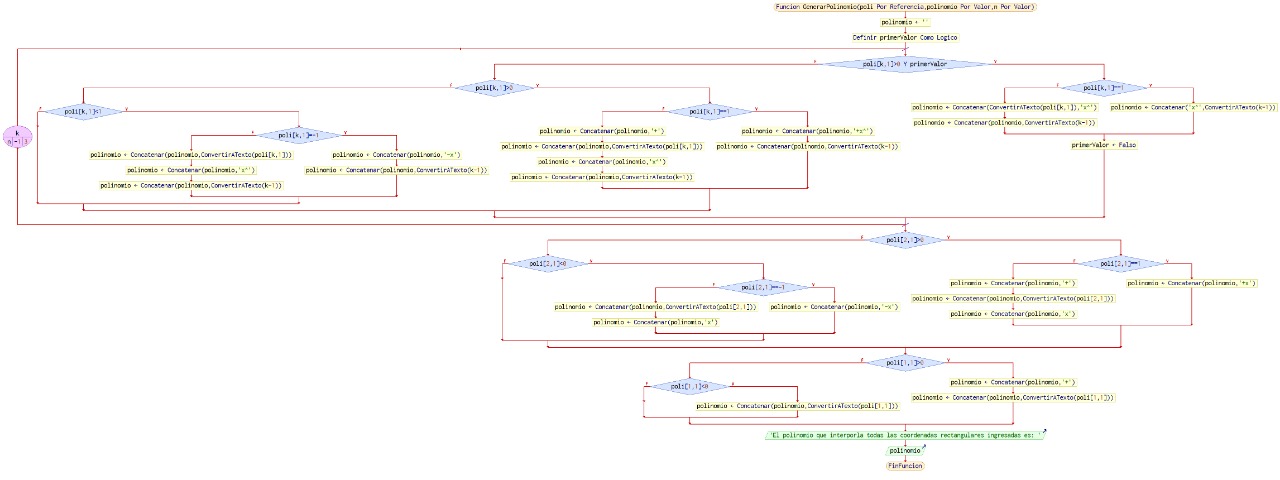 Funcion GenerarPolinomio(poli Por Referencia,polinomio Por Valor,n Por Valor)
polinomio ← ''
Definir primerValor Como Logico
poli[k,1]>0 Y primerValor
F
V
poli[k,1]>0
F
V
poli[k,1]==1
F
V
poli[k,1]<1
F
V
poli[k,1]==1
F
V
polinomio ← Concatenar(ConvertirATexto(poli[k,1]),'x^')
polinomio ← Concatenar('x^',ConvertirATexto(k-1))
polinomio ← Concatenar(polinomio,ConvertirATexto(k-1))
k
n[-1]3
poli[k,1]==-1
F
V
polinomio ← Concatenar(polinomio,'+')
polinomio ← Concatenar(polinomio,'+x^')
primerValor ← Falso
polinomio ← Concatenar(polinomio,ConvertirATexto(poli[k,1]))
polinomio ← Concatenar(polinomio,ConvertirATexto(k-1))
polinomio ← Concatenar(polinomio,ConvertirATexto(poli[k,1]))
polinomio ← Concatenar(polinomio,'-x')
polinomio ← Concatenar(polinomio,'x^')
polinomio ← Concatenar(polinomio,'x^')
polinomio ← Concatenar(polinomio,ConvertirATexto(k-1))
polinomio ← Concatenar(polinomio,ConvertirATexto(k-1))
polinomio ← Concatenar(polinomio,ConvertirATexto(k-1))
poli[2,1]>0
F
V
poli[2,1]<0
F
V
poli[2,1]==1
F
V
poli[2,1]==-1
F
V
polinomio ← Concatenar(polinomio,'+')
polinomio ← Concatenar(polinomio,'+x')
polinomio ← Concatenar(polinomio,ConvertirATexto(poli[2,1]))
polinomio ← Concatenar(polinomio,ConvertirATexto(poli[2,1]))
polinomio ← Concatenar(polinomio,'-x')
polinomio ← Concatenar(polinomio,'x')
polinomio ← Concatenar(polinomio,'x')
poli[1,1]>0
F
V
poli[1,1]<0
F
V
polinomio ← Concatenar(polinomio,'+')
polinomio ← Concatenar(polinomio,ConvertirATexto(poli[1,1]))
polinomio ← Concatenar(polinomio,ConvertirATexto(poli[1,1]))
'El polinomio que interporla todas las coordenadas rectangulares ingresadas es: '
polinomio
FinFuncion